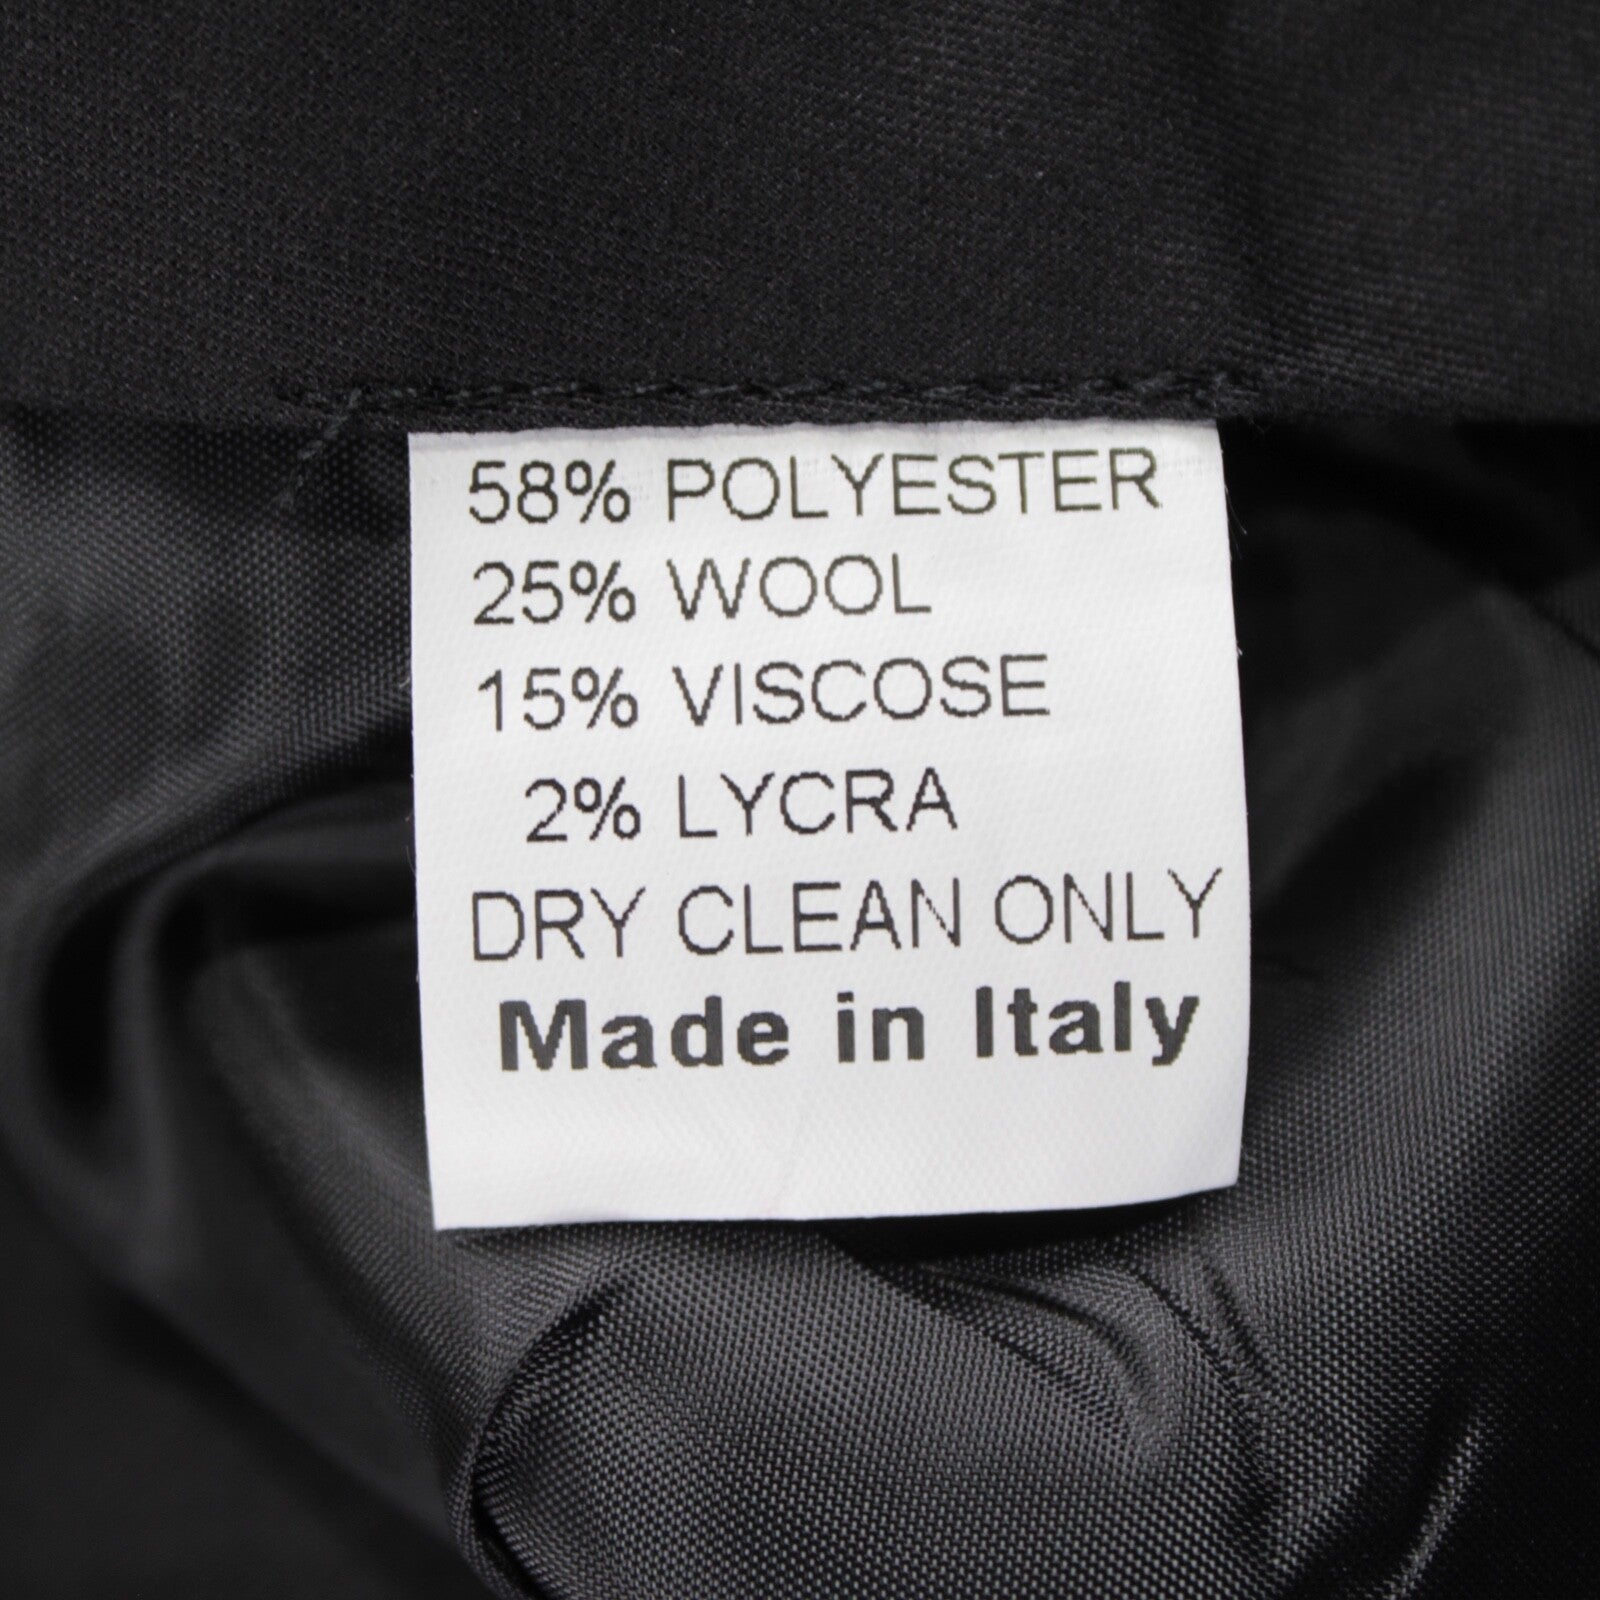 58% POLYESTER
25% WOOL
15% VISCOSE
2% LYCRA
DRY CLEAN ONLY
Made in Italy